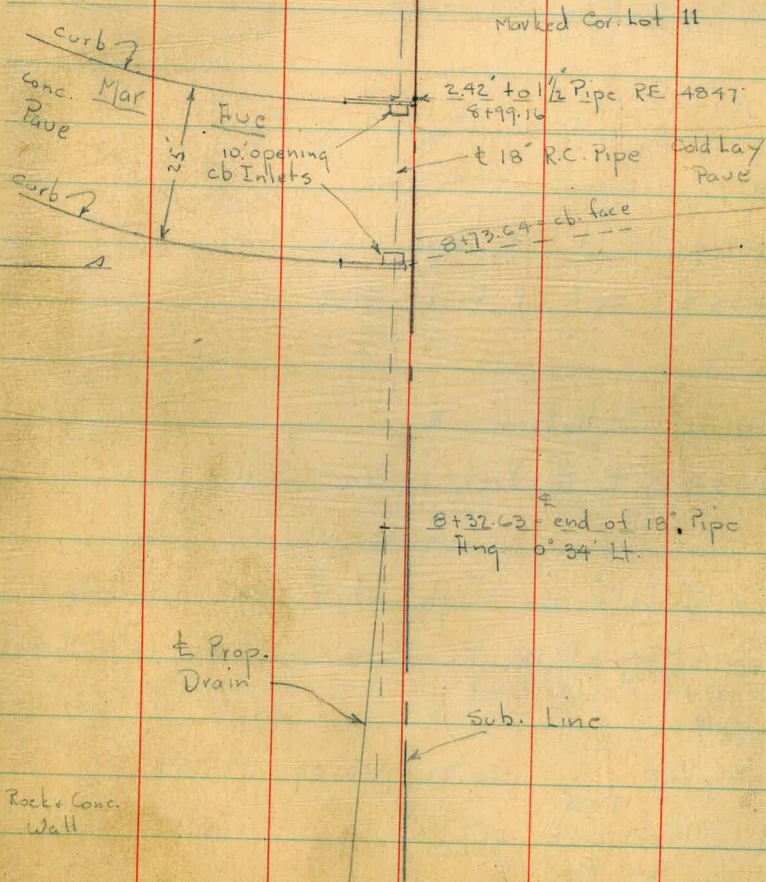 Marked Cor. Lot 11
curb
conc. Mar Ave
Pave
2.42' to 1 1/2" Pipe RE 4847
8+99.16
10' opening
cb Inlets
25'
℄ 18" R.C. Pipe
Cold Lay
Pave
curb
8+73.64 = cb. face
8+32.63 = ℄ end of 18" Pipe
Ang 0° 34' Lt.
℄ Prop.
Drain
Sub. Line
Rock & Conc.
Wall